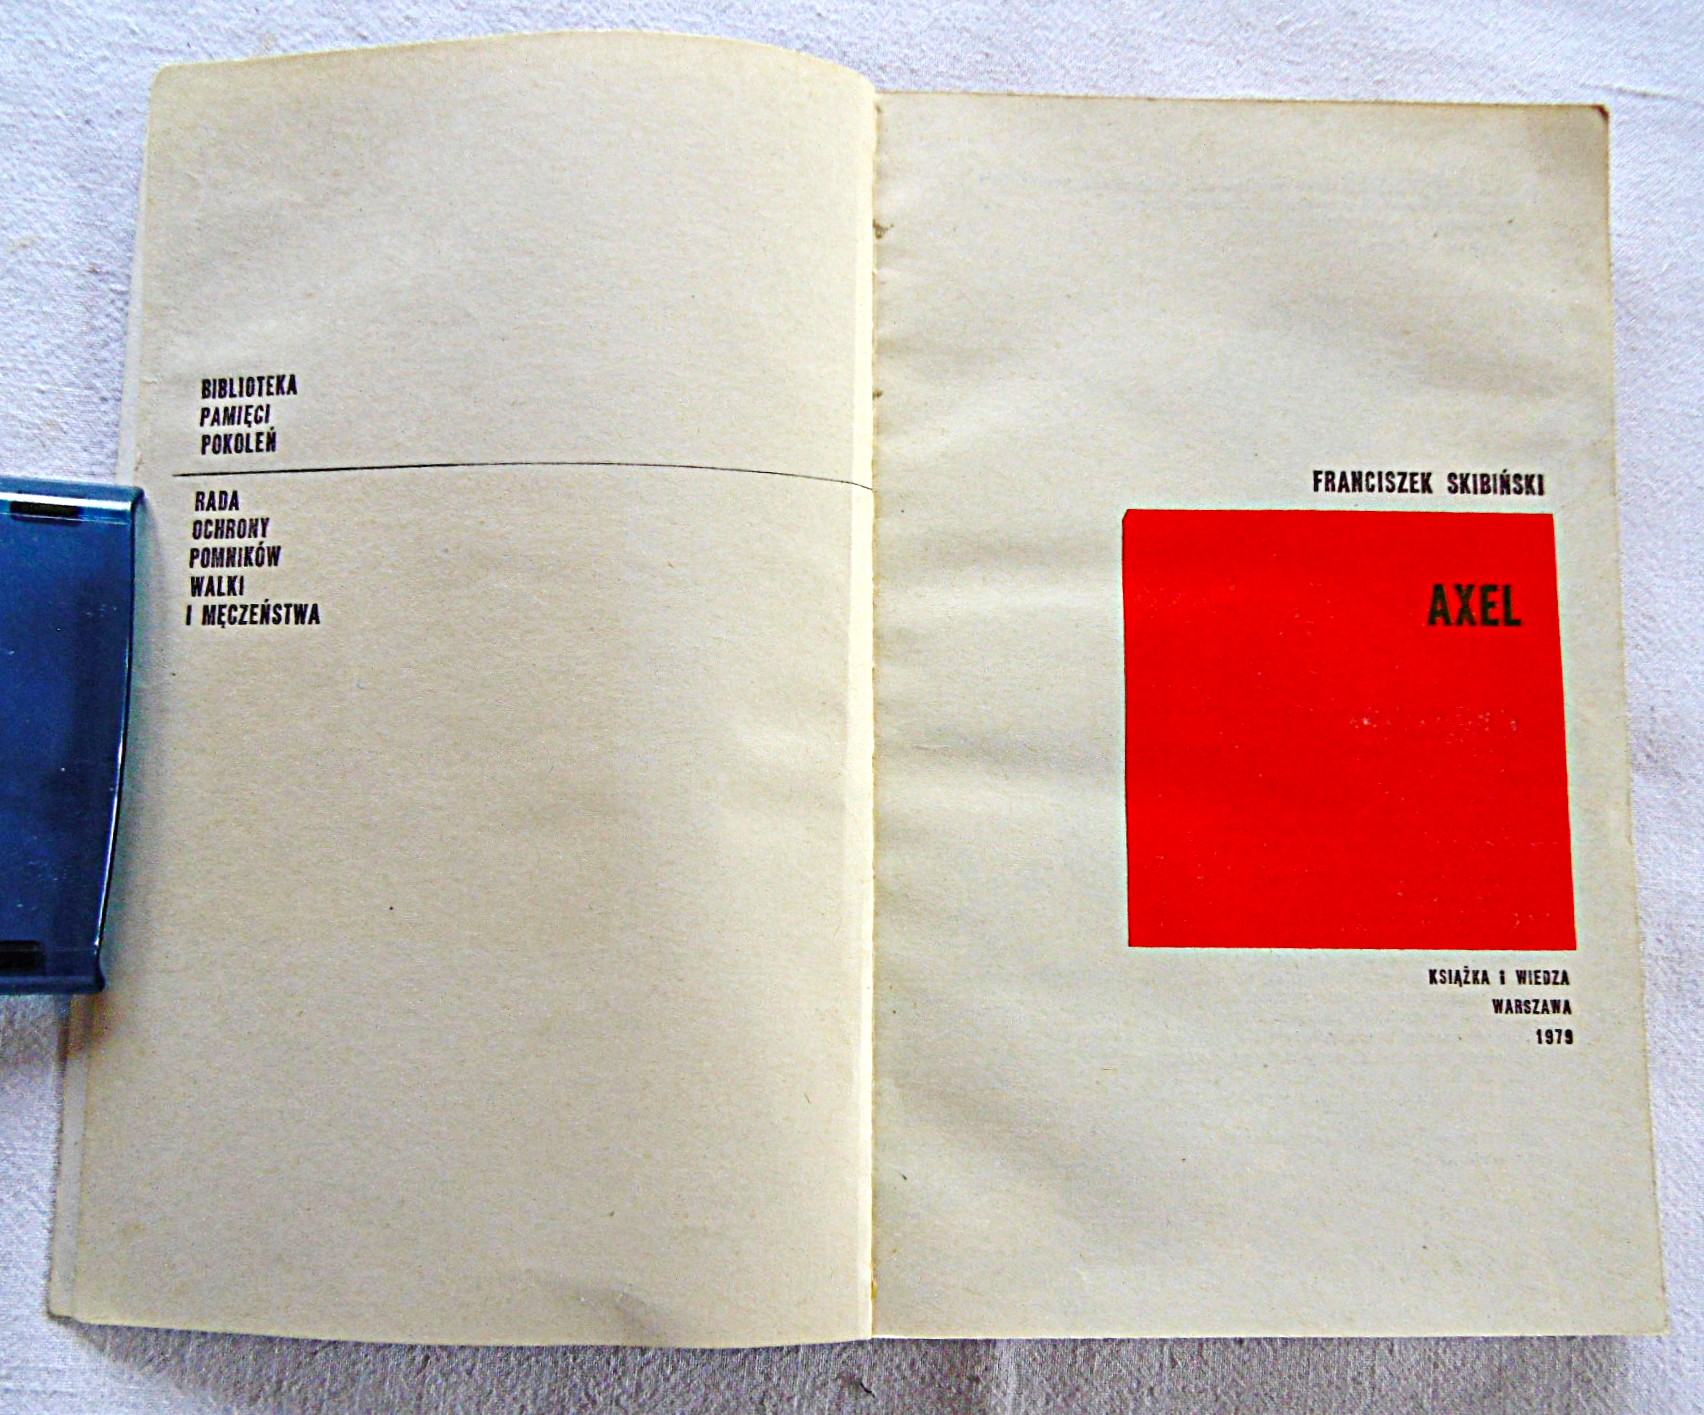 BIBLIOTEKA
PAMIĘCI
POKOLEŃ
RADA
OCHRONY
POMNIKÓW
WALKI
I MĘCZEŃSTWA
FRANCISZEK SKIBIŃSKI
AXEL
KSIĄŻKA I WIEDZA
WARSZAWA
1979